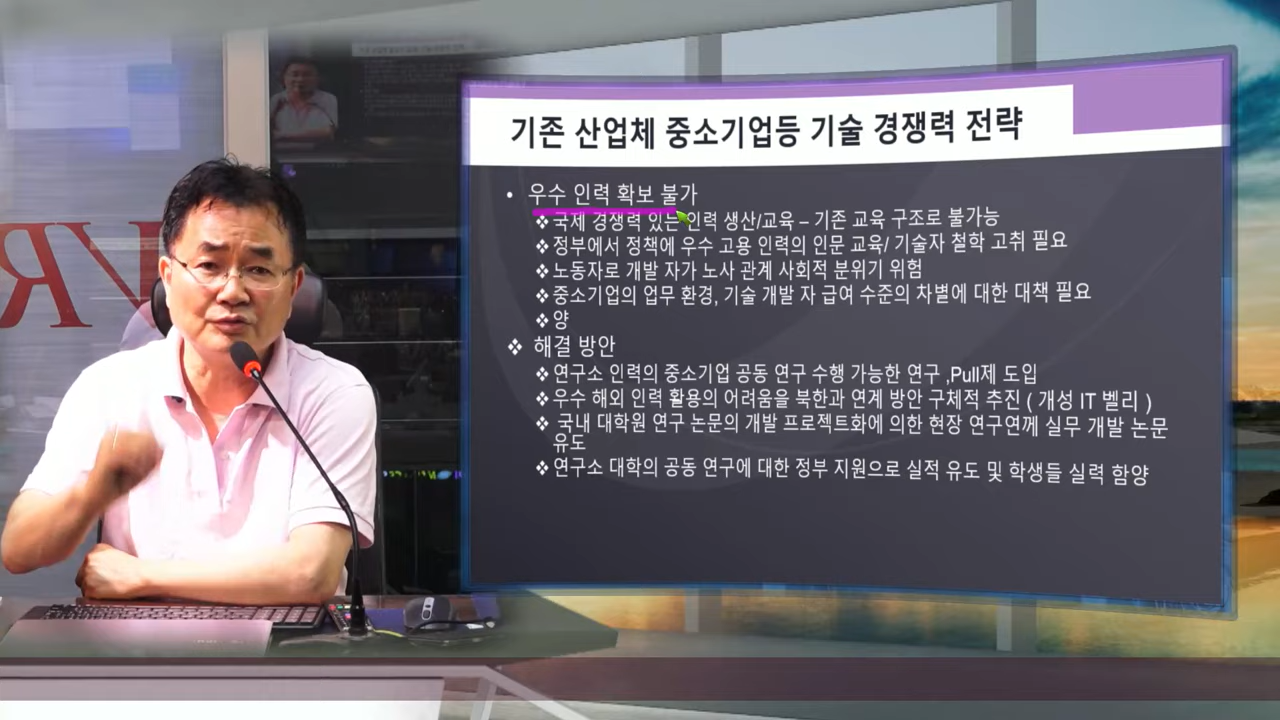 기존 산업체 중소기업등 기술 경쟁력 전략
• 우수 인력 확보 불가
❖ 국제 경쟁력 있는 인력 생산/교육 – 기존 교육 구조로 불가능
❖ 정부에서 정책에 우수 고용 인력의 인문 교육/ 기술자 철학 고취 필요
❖ 노동자로 개발 자가 노사 관계 사회적 분위기 위험
❖ 중소기업의 업무 환경, 기술 개발 자 급여 수준의 차별에 대한 대책 필요
❖ 양
❖ 해결 방안
❖ 연구소 인력의 중소기업 공동 연구 수행 가능한 연구 ,Pull제 도입
❖ 우수 해외 인력 활용의 어려움을 북한과 연계 방안 구체적 추진 ( 개성 IT 벨리 )
❖ 국내 대학원 연구 논문의 개발 프로젝트화에 의한 현장 연구연께 실무 개발 논문
유도
❖ 연구소 대학의 공동 연구에 대한 정부 지원으로 실적 유도 및 학생들 실력 함양